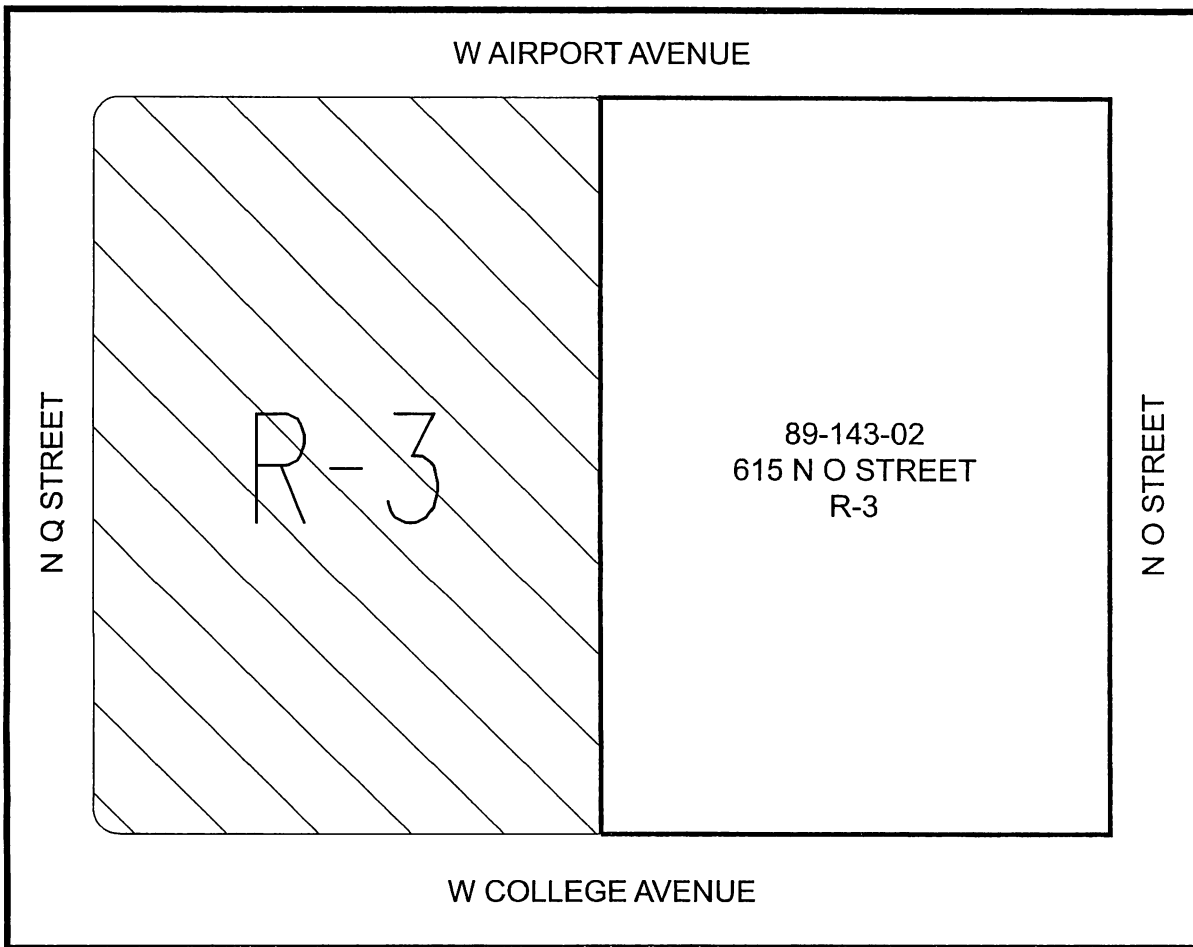 W AIRPORT AVENUE
N Q STREET
R-3
89-143-02
615 N O STREET
R-3
N O STREET
W COLLEGE AVENUE